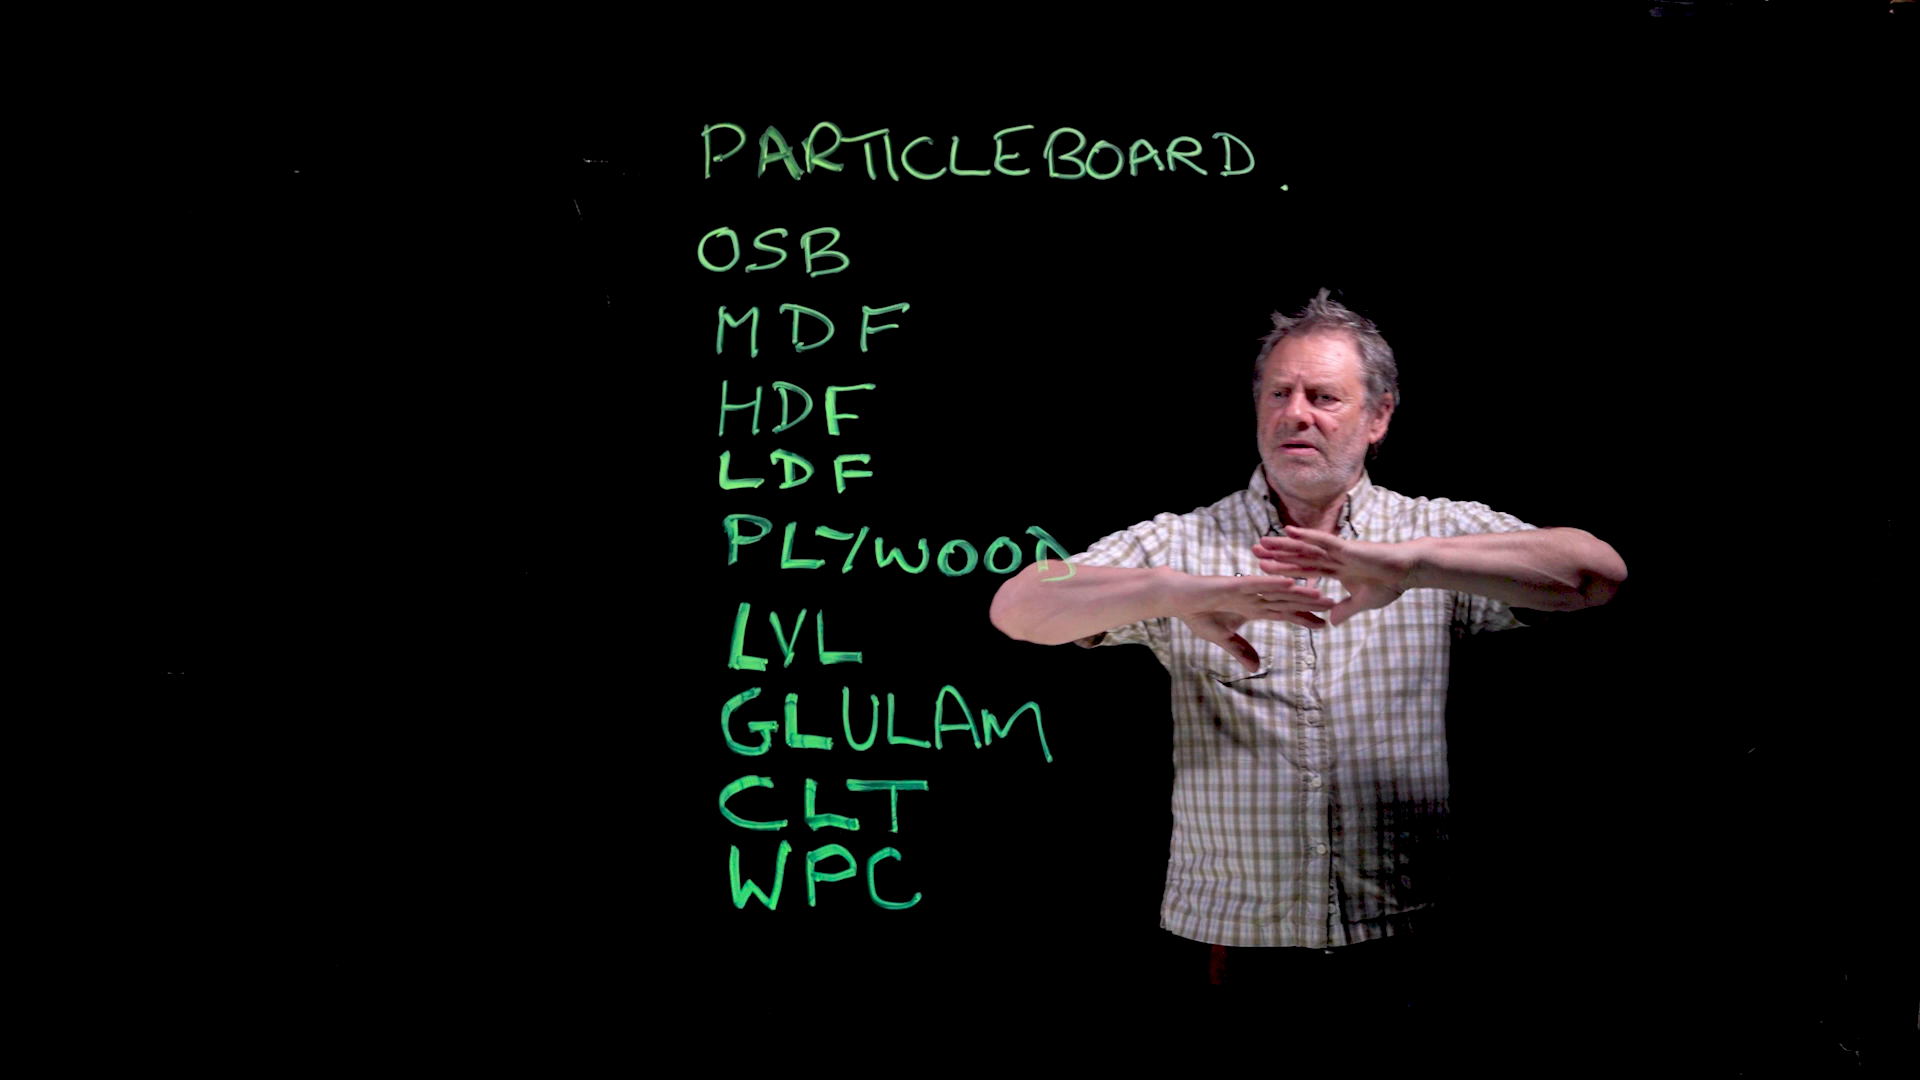 PARTICLEBOARD.
OSB
MDF
HDF
LDF
PLYWOOD
LVL
GLULAM
CLT
WPC